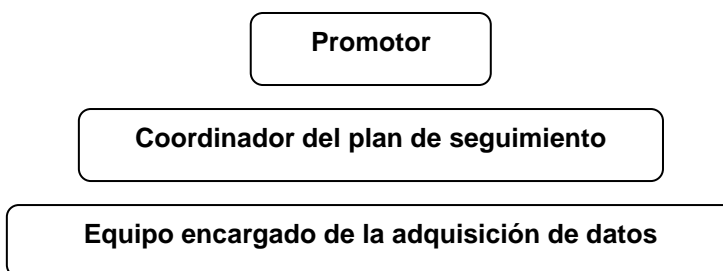 Promotor
Coordinador del plan de seguimiento
Equipo encargado de la adquisición de datos